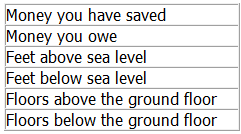 Money you have saved
Money you owe
Feet above sea level
Feet below sea level
Floors above the ground floor
Floors below the ground floor